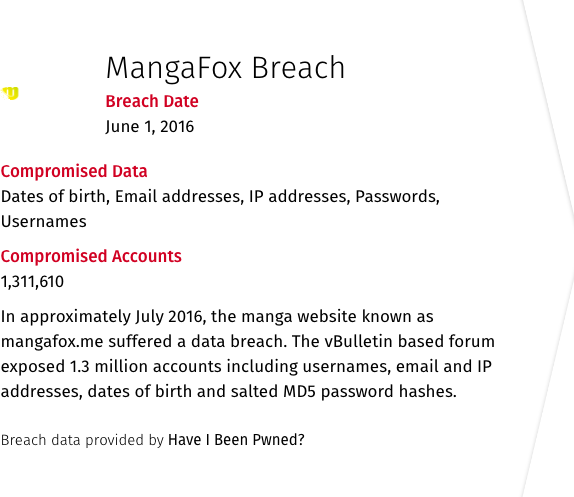 MangaFox Breach
Breach Date
June 1, 2016
Compromised Data
Dates of birth, Email addresses, IP addresses, Passwords,
Usernames
Compromised Accounts
1,311,610
In approximately July 2016, the manga website known as
mangafox.me suffered a data breach. The vBulletin based forum
exposed 1.3 million accounts including usernames, email and IP
addresses, dates of birth and salted MD5 password hashes.
Breach data provided by Have I Been Pwned?